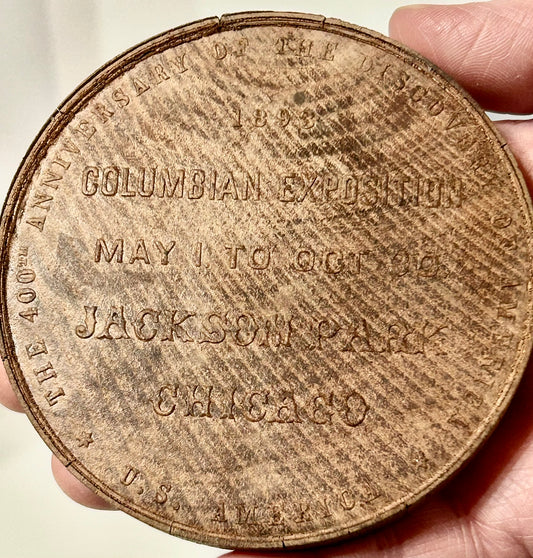 ★ THE 400TH ANNIVERSARY OF THE DISCOVERY OF AMERICA
1893
COLUMBIAN EXPOSITION
MAY 1 TO OCT 30
JACKSON PARK
CHICAGO
U.S. AMERICA